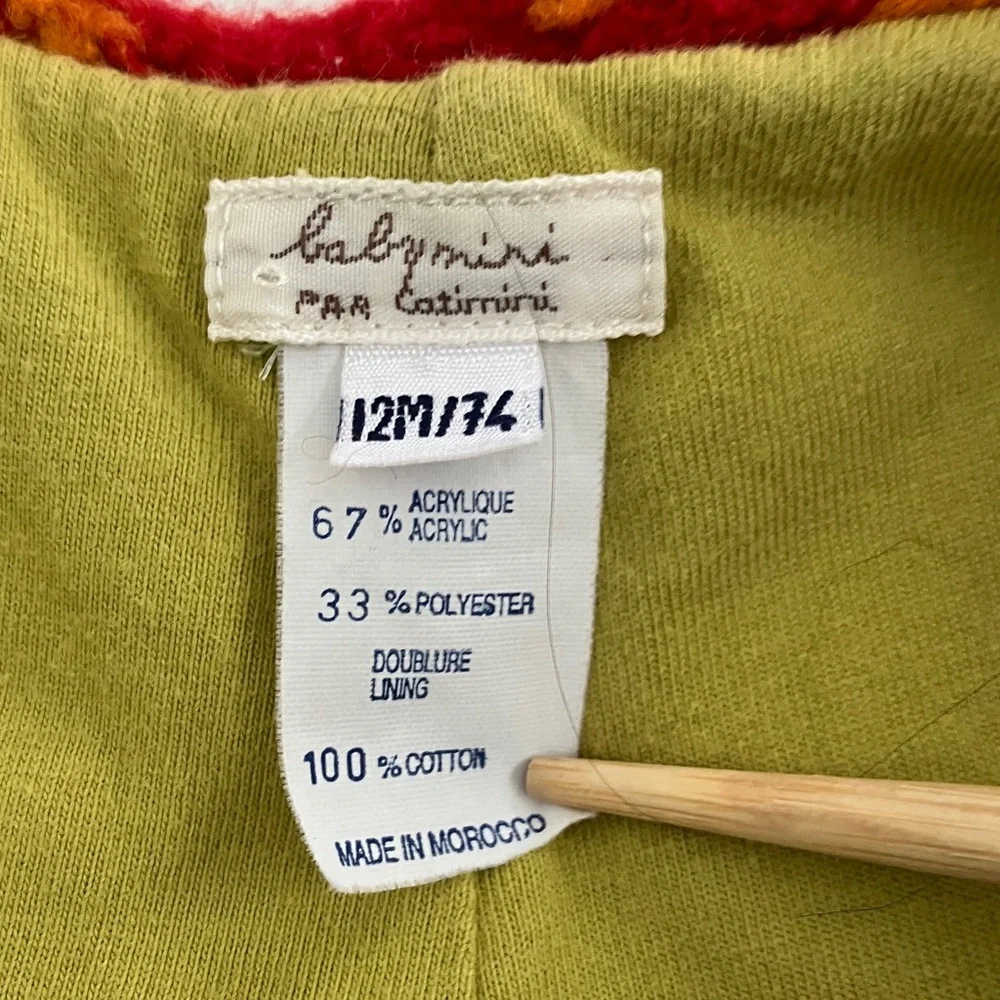 babymini
PAR Catimini
12M/74
67% ACRYLIQUE
ACRYLIC
33% POLYESTER
DOUBLURE
LINING
100% COTTON
MADE IN MOROCCO